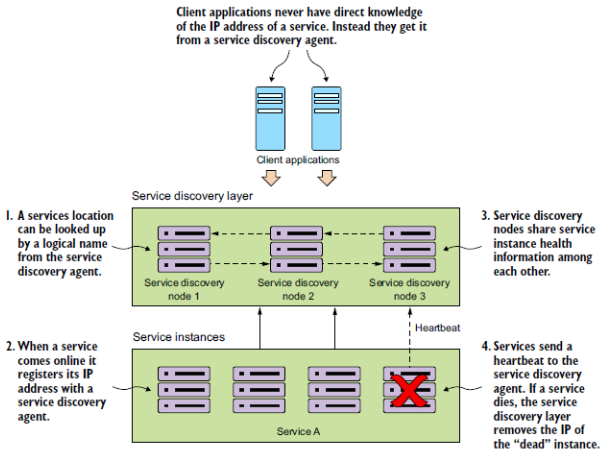 Client applications never have direct knowledge
of the IP address of a service. Instead they get it
from a service discovery agent.
Client applications
Service discovery layer
1. A services location
can be looked up
by a logical name
from the service
discovery agent.
Service discovery
node 1
Service discovery
node 2
Service discovery
node 3
3. Service discovery
nodes share service
instance health
information among
each other.
Heartbeat
Service instances
2. When a service
comes online it
registers its IP
address with a
service discovery
agent.
Service A
4. Services send a
heartbeat to the
service discovery
agent. If a service
dies, the service
discovery layer
removes the IP of
the “dead” instance.